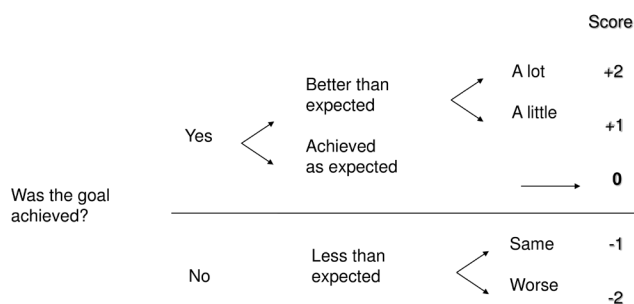 Score
A lot +2
Better than
expected
A little
+1
Yes
Achieved
as expected
0
Was the goal
achieved?
Same -1
Less than
expected
No
Worse
-2